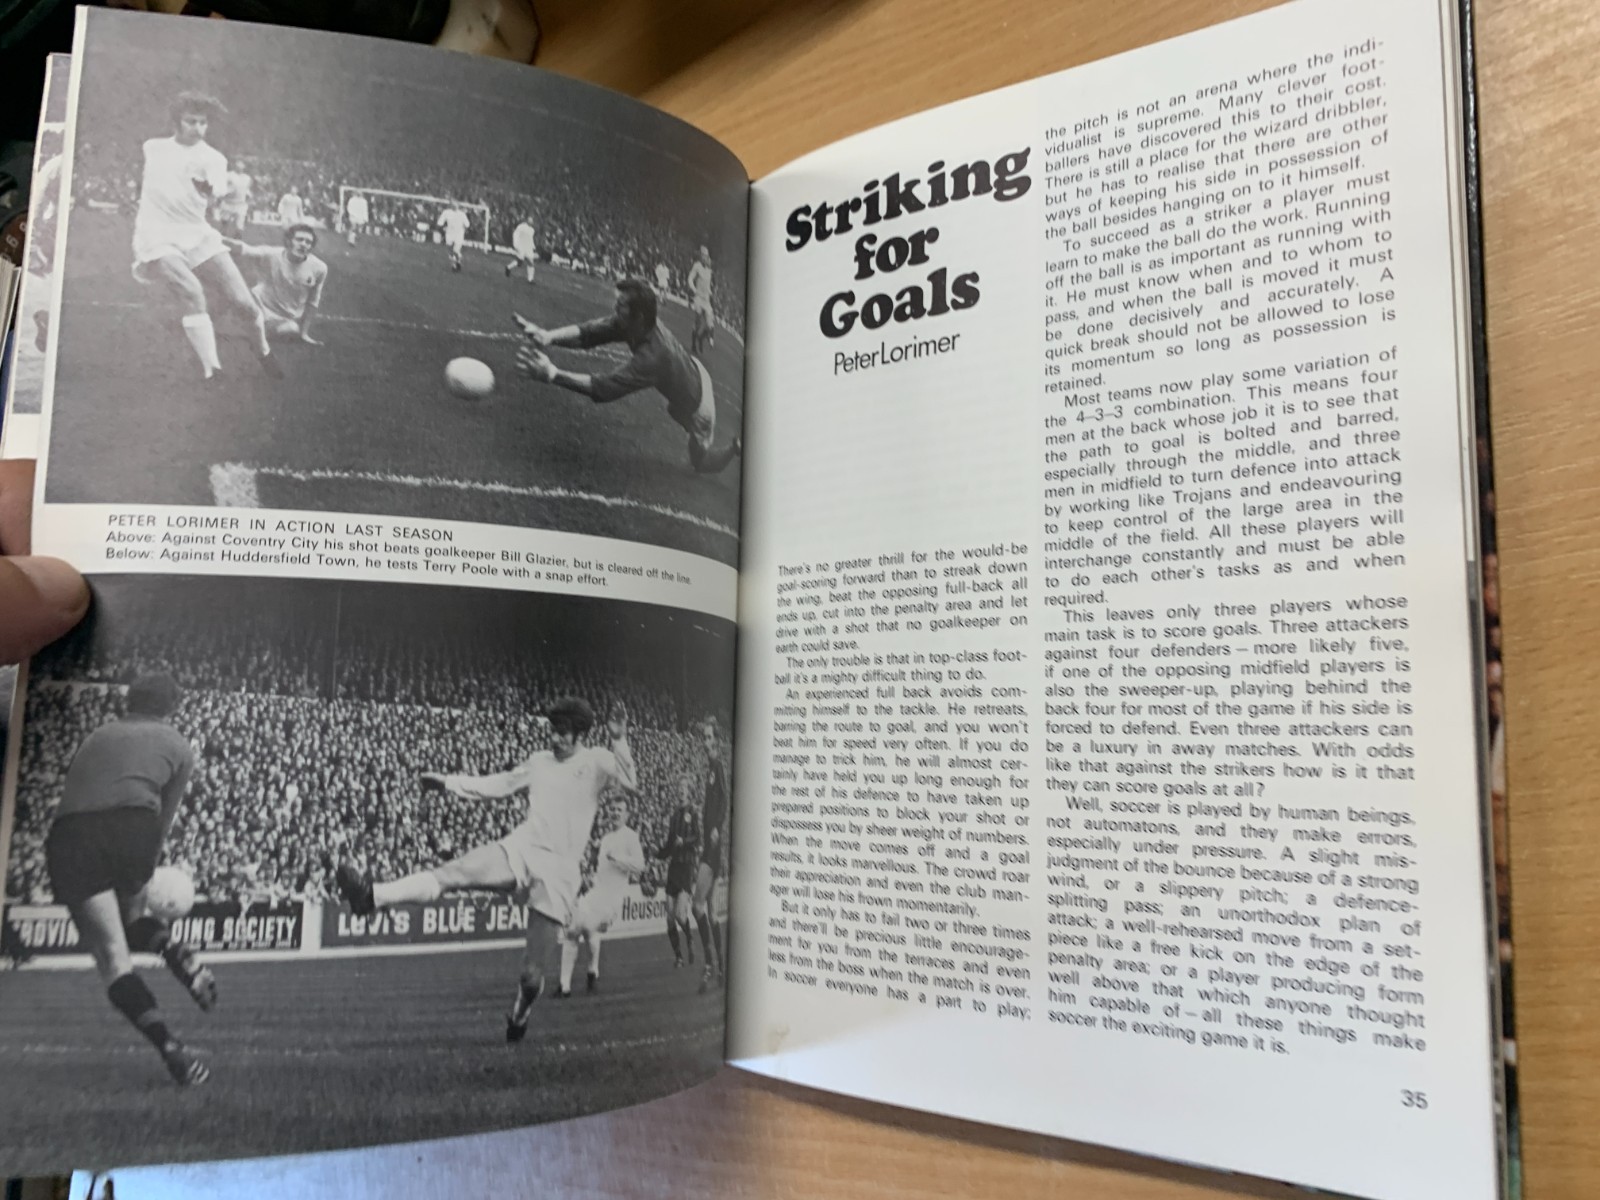 PETER LORIMER IN ACTION LAST SEASON
Above: Against Coventry City his shot beats goalkeeper Bill Glazier, but is cleared off the line.
Below: Against Huddersfield Town, he tests Terry Poole with a snap effort.
ROVIN
DING SOCIETY
LEVI'S BLUE JEA
Heusen
Striking
for
Goals
Peter Lorimer
There's no greater thrill for the would-be
goal-scoring forward than to streak down
the wing, beat the opposing full-back all
ends up, cut into the penalty area and let
drive with a shot that no goalkeeper on
earth could save.
The only trouble is that in top-class foot-
ball it's a mighty difficult thing to do.
An experienced full back avoids com-
mitting himself to the tackle. He retreats,
barring the route to goal, and you won't
beat him for speed very often. If you do
manage to trick him, he will almost cer-
tainly have held you up long enough for
the rest of his defence to have taken up
prepared positions to block your shot or
dispossess you by sheer weight of numbers.
When the move comes off and a goal
results, it looks marvellous. The crowd roar
their appreciation and even the club man-
ager will lose his frown momentarily.
But it only has to fail two or three times
and there'll be precious little encourage-
ment for you from the terraces and even
less from the boss when the match is over.
In soccer everyone has a part to play;
the pitch is not an arena where the indi-
vidualist is supreme. Many clever foot-
ballers have discovered this to their cost.
There is still a place for the wizard dribbler,
but he has to realise that there are other
ways of keeping his side in possession of
the ball besides hanging on to it himself.
To succeed as a striker a player must
learn to make the ball do the work. Running
off the ball is as important as running with
it. He must know when and to whom to
pass, and when the ball is moved it must
be done decisively and accurately. A
quick break should not be allowed to lose
its momentum so long as possession is
retained.
Most teams now play some variation of
the 4–3–3 combination. This means four
men at the back whose job it is to see that
the path to goal is bolted and barred,
especially through the middle, and three
men in midfield to turn defence into attack
by working like Trojans and endeavouring
to keep control of the large area in the
middle of the field. All these players will
interchange constantly and must be able
to do each other's tasks as and when
required.
This leaves only three players whose
main task is to score goals. Three attackers
against four defenders – more likely five,
if one of the opposing midfield players is
also the sweeper-up, playing behind the
back four for most of the game if his side is
forced to defend. Even three attackers can
be a luxury in away matches. With odds
like that against the strikers how is it that
they can score goals at all?
Well, soccer is played by human beings,
not automatons, and they make errors,
especially under pressure. A slight mis-
judgment of the bounce because of a strong
wind, or a slippery pitch; a defence-
splitting pass; an unorthodox plan of
attack; a well-rehearsed move from a set-
piece like a free kick on the edge of the
penalty area; or a player producing form
well above that which anyone thought
him capable of – all these things make
soccer the exciting game it is.
35